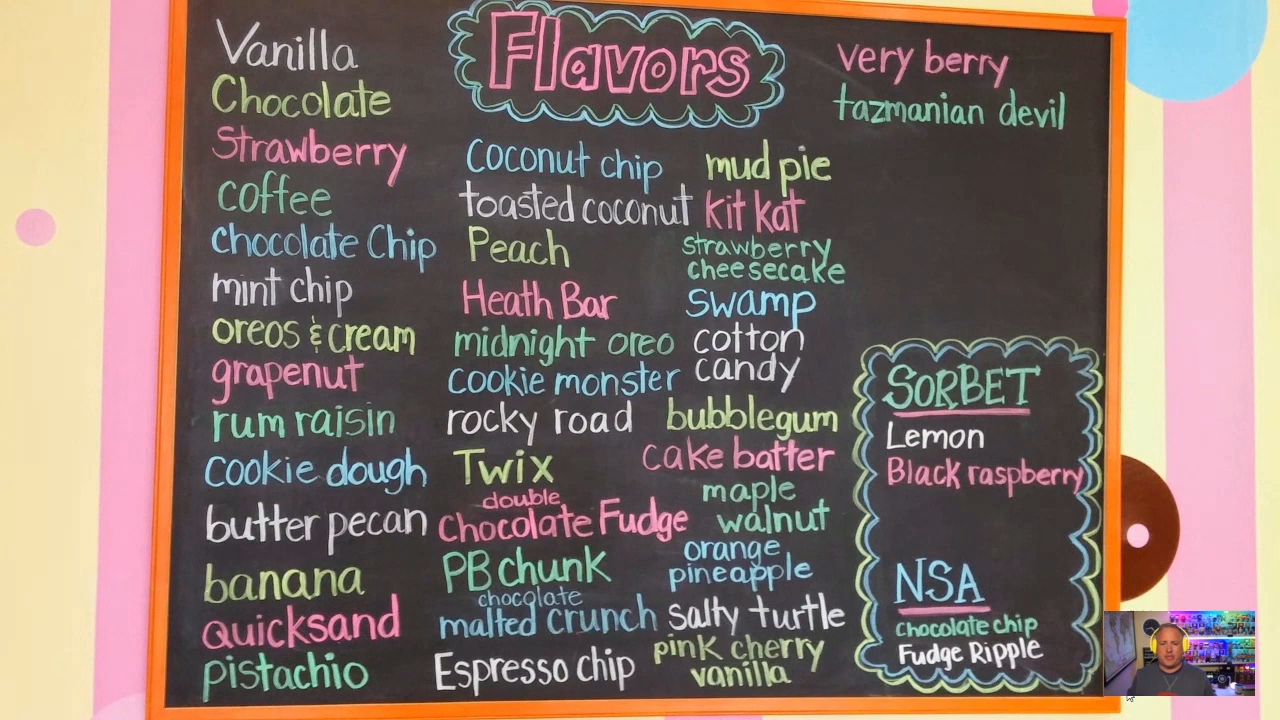 Flavors
Vanilla
Chocolate
Strawberry
coffee
chocolate Chip
mint chip
oreos & cream
grapenut
rum raisin
cookie dough
butter pecan
banana
quicksand
pistachio
coconut chip
toasted coconut
Peach
Heath Bar
midnight oreo
cookie monster
rocky road
Twix
double
Chocolate Fudge
PB chunk
chocolate
malted crunch
Espresso chip
mud pie
kit kat
strawberry
cheesecake
swamp
cotton
candy
bubblegum
cake batter
maple
walnut
orange
pineapple
salty turtle
pink cherry
vanilla
very berry
tazmanian devil
SORBET
Lemon
Black raspberry
NSA
chocolate chip
Fudge Ripple